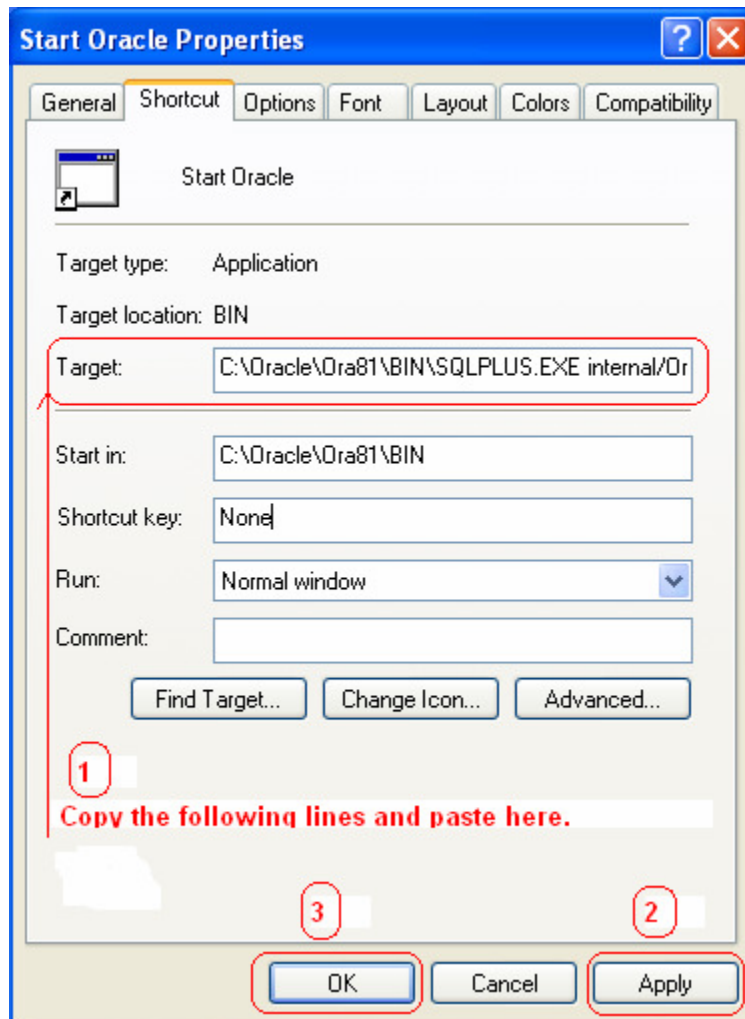 Start Oracle Properties
General Shortcut Options Font Layout Colors Compatibility
Start Oracle
Target type: Application
Target location: BIN
Target: C:\Oracle\Ora81\BIN\SQLPLUS.EXE internal/Or
Start in: C:\Oracle\Ora81\BIN
Shortcut key: None
Run: Normal window
Comment:
Find Target... Change Icon... Advanced...
1
Copy the following lines and paste here.
3 2
OK Cancel Apply